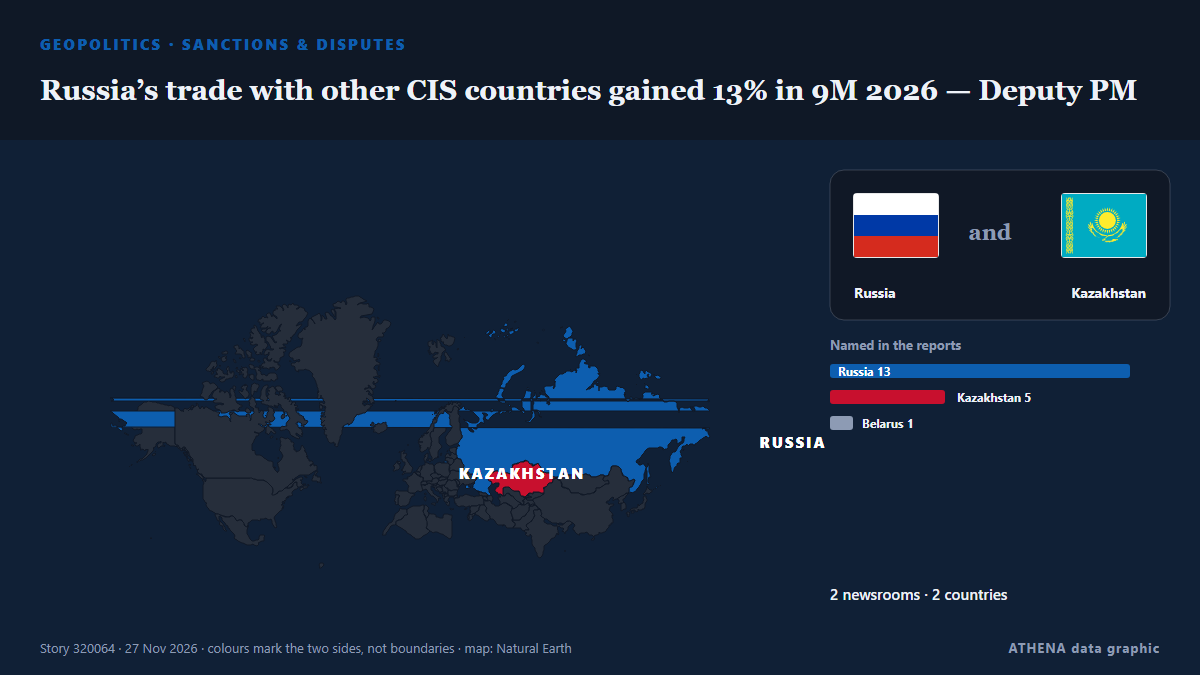 GEOPOLITICS · SANCTIONS & DISPUTES
Russia’s trade with other CIS countries gained 13% in 9M 2026 — Deputy PM
and
Russia
Kazakhstan
Named in the reports
Russia 13
Kazakhstan 5
Belarus 1
RUSSIA
KAZAKHSTAN
2 newsrooms · 2 countries
Story 320064 · 27 Nov 2026 · colours mark the two sides, not boundaries · map: Natural Earth
ATHENA data graphic